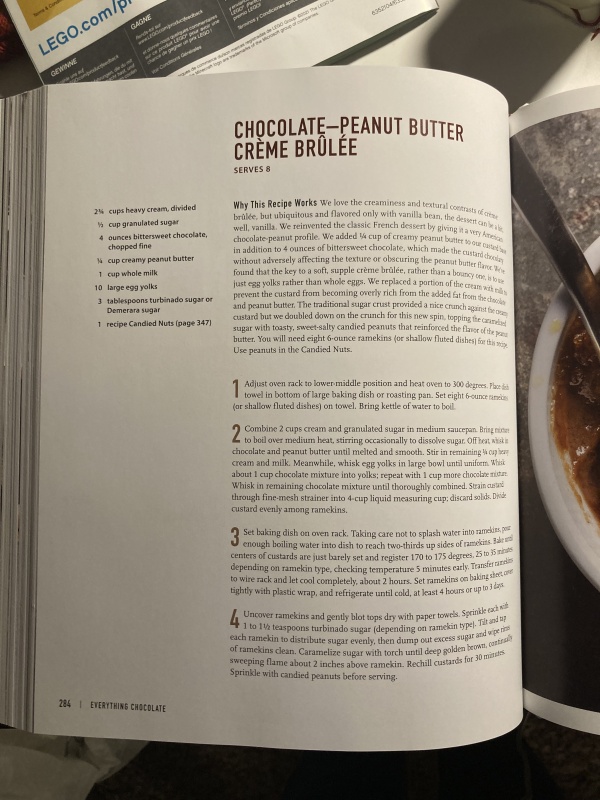 LEGO.com/pr
GAGNE
GEWINNE
CHOCOLATE–PEANUT BUTTER
CRÈME BRÛLÉE
SERVES 8
2¾ cups heavy cream, divided
½ cup granulated sugar
4 ounces bittersweet chocolate,
chopped fine
¼ cup creamy peanut butter
1 cup whole milk
10 large egg yolks
3 tablespoons turbinado sugar or
Demerara sugar
1 recipe Candied Nuts (page 347)
Why This Recipe Works We love the creaminess and textural contrasts of crème
brûlée, but ubiquitous and flavored only with vanilla bean, the dessert can be a bit,
well, vanilla. We reinvented the classic French dessert by giving it a very American
chocolate-peanut profile. We added ¼ cup of creamy peanut butter to our custard base
in addition to 4 ounces of bittersweet chocolate, which made the custard chocolaty
without adversely affecting the texture or obscuring the peanut butter flavor. We've
found that the key to a soft, supple crème brûlée, rather than a bouncy one, is to use
just egg yolks rather than whole eggs. We replaced a portion of the cream with milk to
prevent the custard from becoming overly rich from the added fat from the chocolate
and peanut butter. The traditional sugar crust provided a nice crunch against the creamy
custard but we doubled down on the crunch for this new spin, topping the caramelized
sugar with toasty, sweet-salty candied peanuts that reinforced the flavor of the peanut
butter. You will need eight 6-ounce ramekins (or shallow fluted dishes) for this recipe.
Use peanuts in the Candied Nuts.
1 Adjust oven rack to lower-middle position and heat oven to 300 degrees. Place dish
towel in bottom of large baking dish or roasting pan. Set eight 6-ounce ramekins
(or shallow fluted dishes) on towel. Bring kettle of water to boil.
2 Combine 2 cups cream and granulated sugar in medium saucepan. Bring mixture
to boil over medium heat, stirring occasionally to dissolve sugar. Off heat, whisk in
chocolate and peanut butter until melted and smooth. Stir in remaining ¾ cup heavy
cream and milk. Meanwhile, whisk egg yolks in large bowl until uniform. Whisk
about 1 cup chocolate mixture into yolks; repeat with 1 cup more chocolate mixture.
Whisk in remaining chocolate mixture until thoroughly combined. Strain custard
through fine-mesh strainer into 4-cup liquid measuring cup; discard solids. Divide
custard evenly among ramekins.
3 Set baking dish on oven rack. Taking care not to splash water into ramekins, pour
enough boiling water into dish to reach two-thirds up sides of ramekins. Bake until
centers of custards are just barely set and register 170 to 175 degrees, 25 to 35 minutes
depending on ramekin type, checking temperature 5 minutes early. Transfer ramekins
to wire rack and let cool completely, about 2 hours. Set ramekins on baking sheet, cover
tightly with plastic wrap, and refrigerate until cold, at least 4 hours or up to 3 days.
4 Uncover ramekins and gently blot tops dry with paper towels. Sprinkle each with
1 to 1½ teaspoons turbinado sugar (depending on ramekin type). Tilt and tap
each ramekin to distribute sugar evenly, then dump out excess sugar and wipe rims
of ramekins clean. Caramelize sugar with torch until deep golden brown, continually
sweeping flame about 2 inches above ramekin. Rechill custards for 30 minutes.
Sprinkle with candied peanuts before serving.
284 | EVERYTHING CHOCOLATE